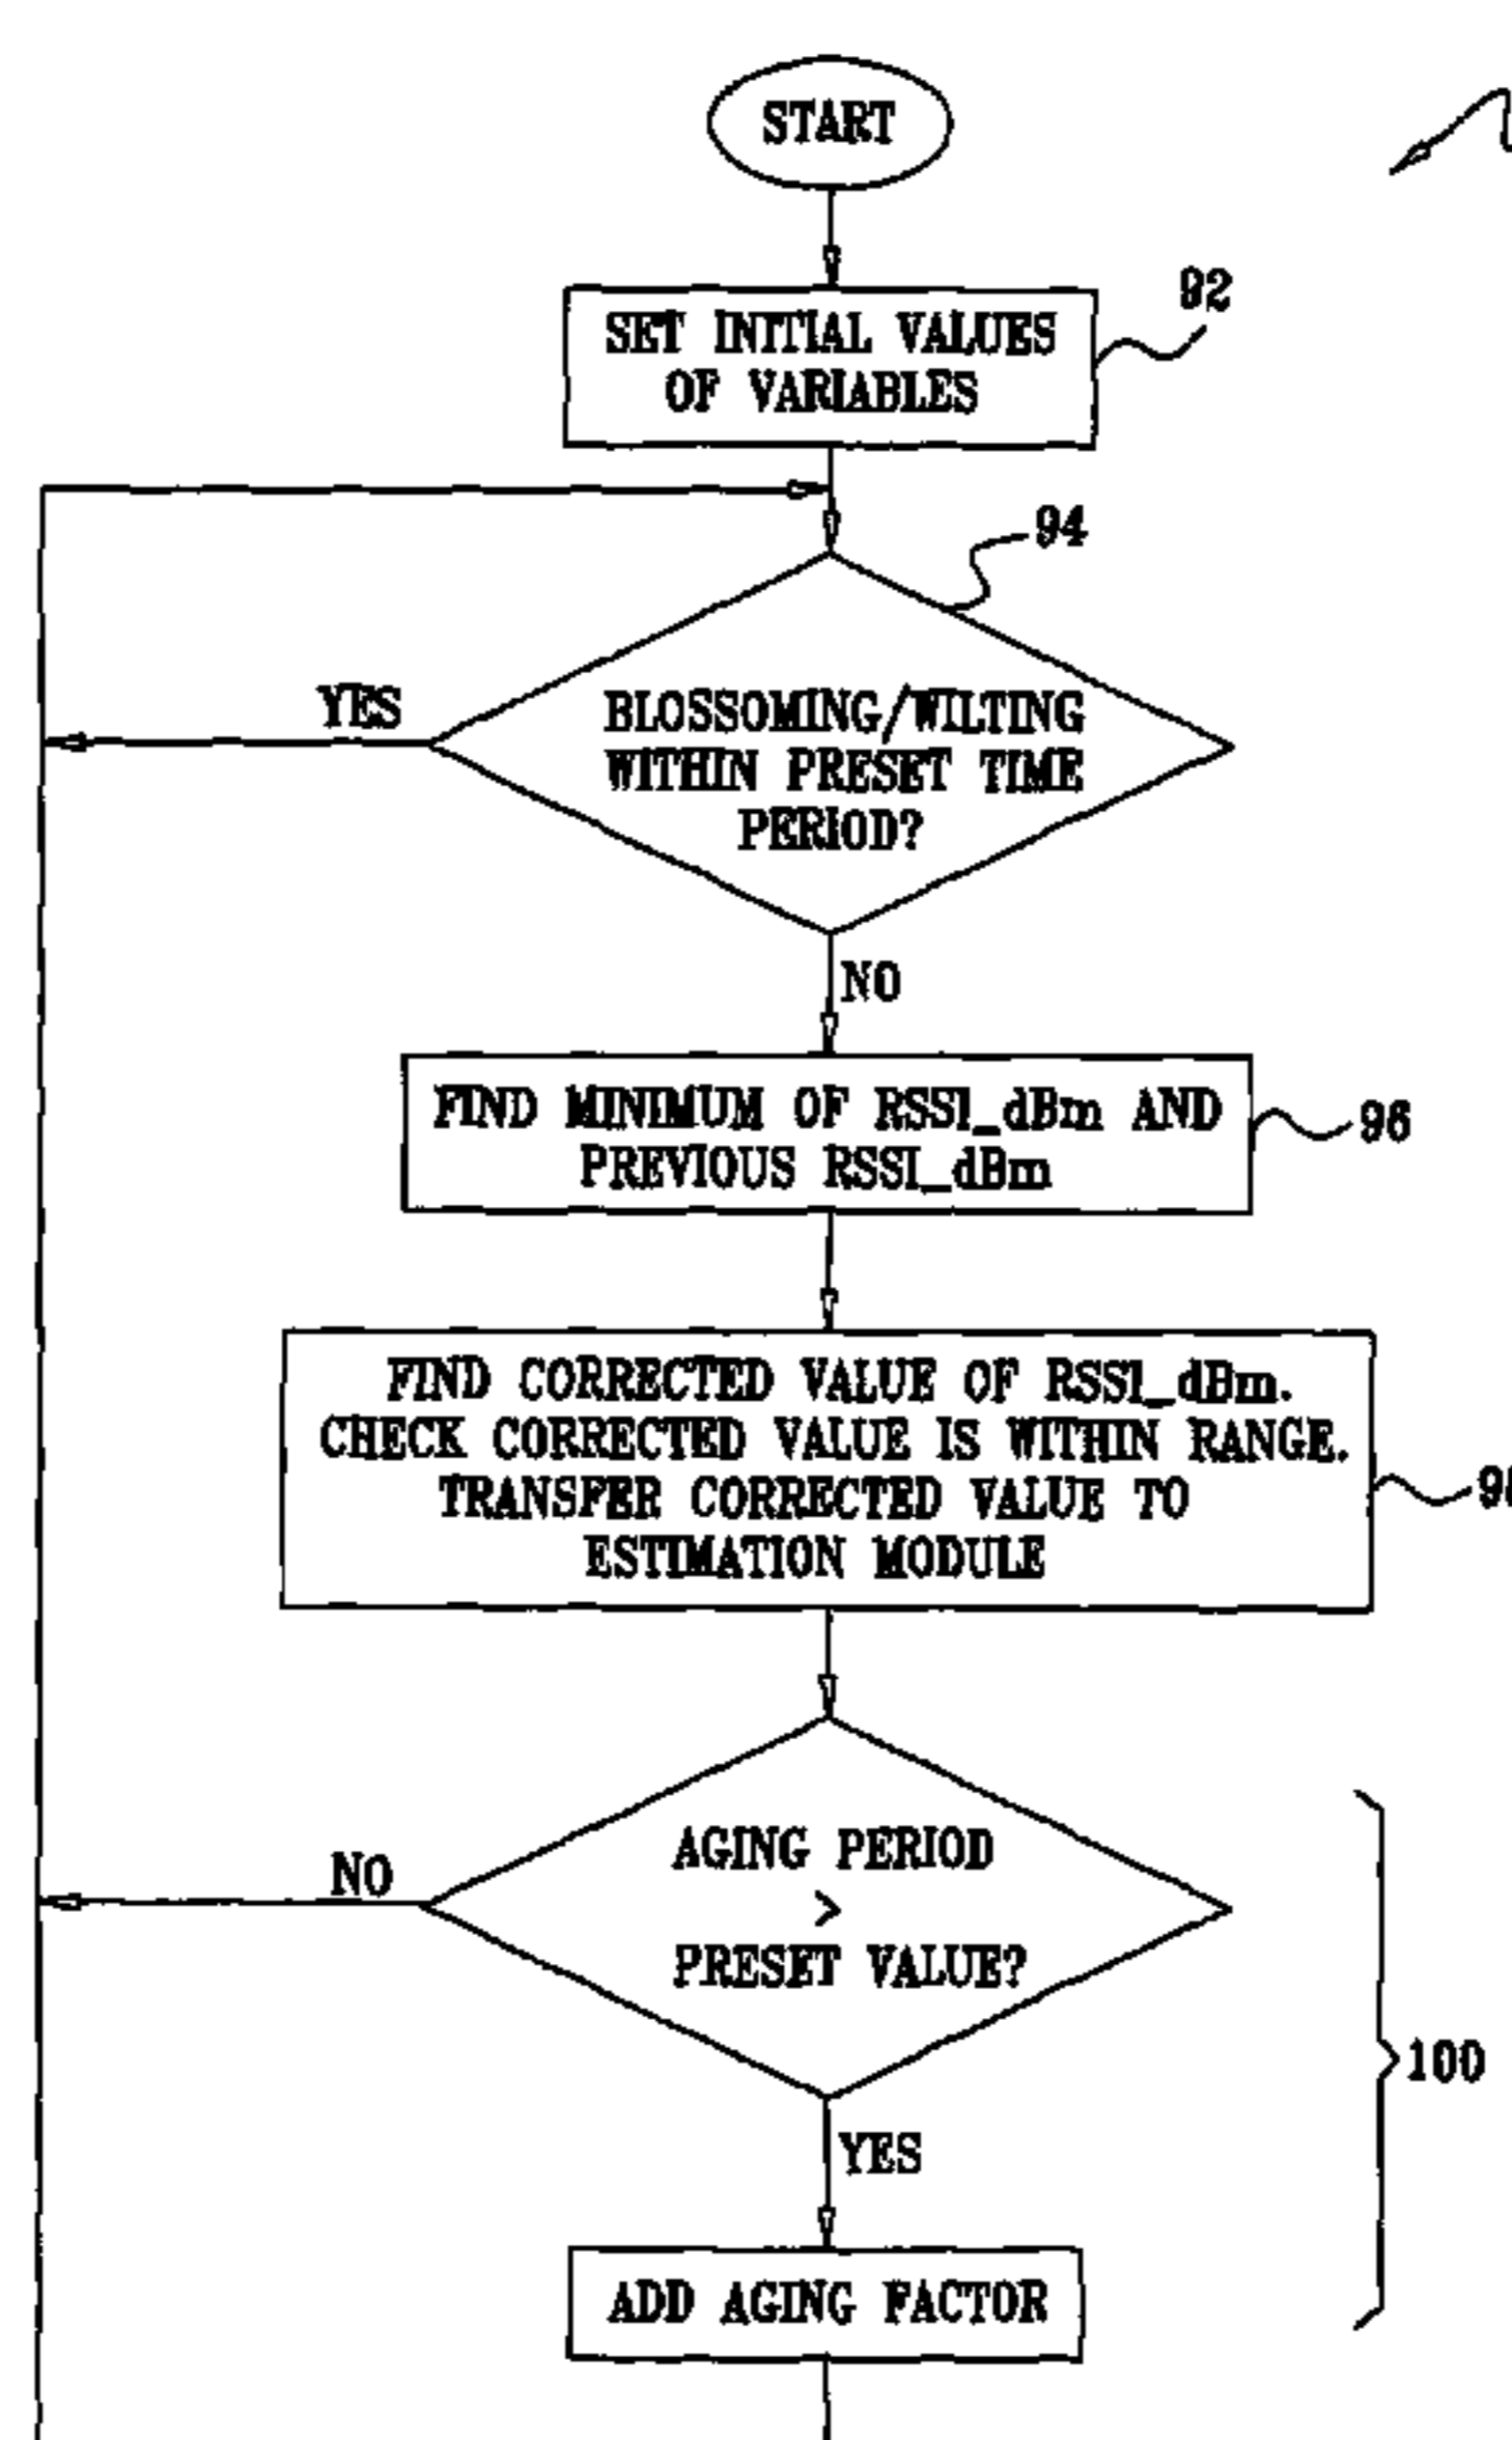 START
92
SET INITIAL VALUES
OF VARIABLES
94
YES
BLOSSOMING/WILTING
WITHIN PRESET TIME
PERIOD?
NO
FIND MINIMUM OF RSSI_dBm AND
PREVIOUS RSSI_dBm
96
FIND CORRECTED VALUE OF RSSI_dBm.
CHECK CORRECTED VALUE IS WITHIN RANGE.
TRANSFER CORRECTED VALUE TO
ESTIMATION MODULE
NO
AGING PERIOD
>
PRESET VALUE?
100
YES
ADD AGING FACTOR